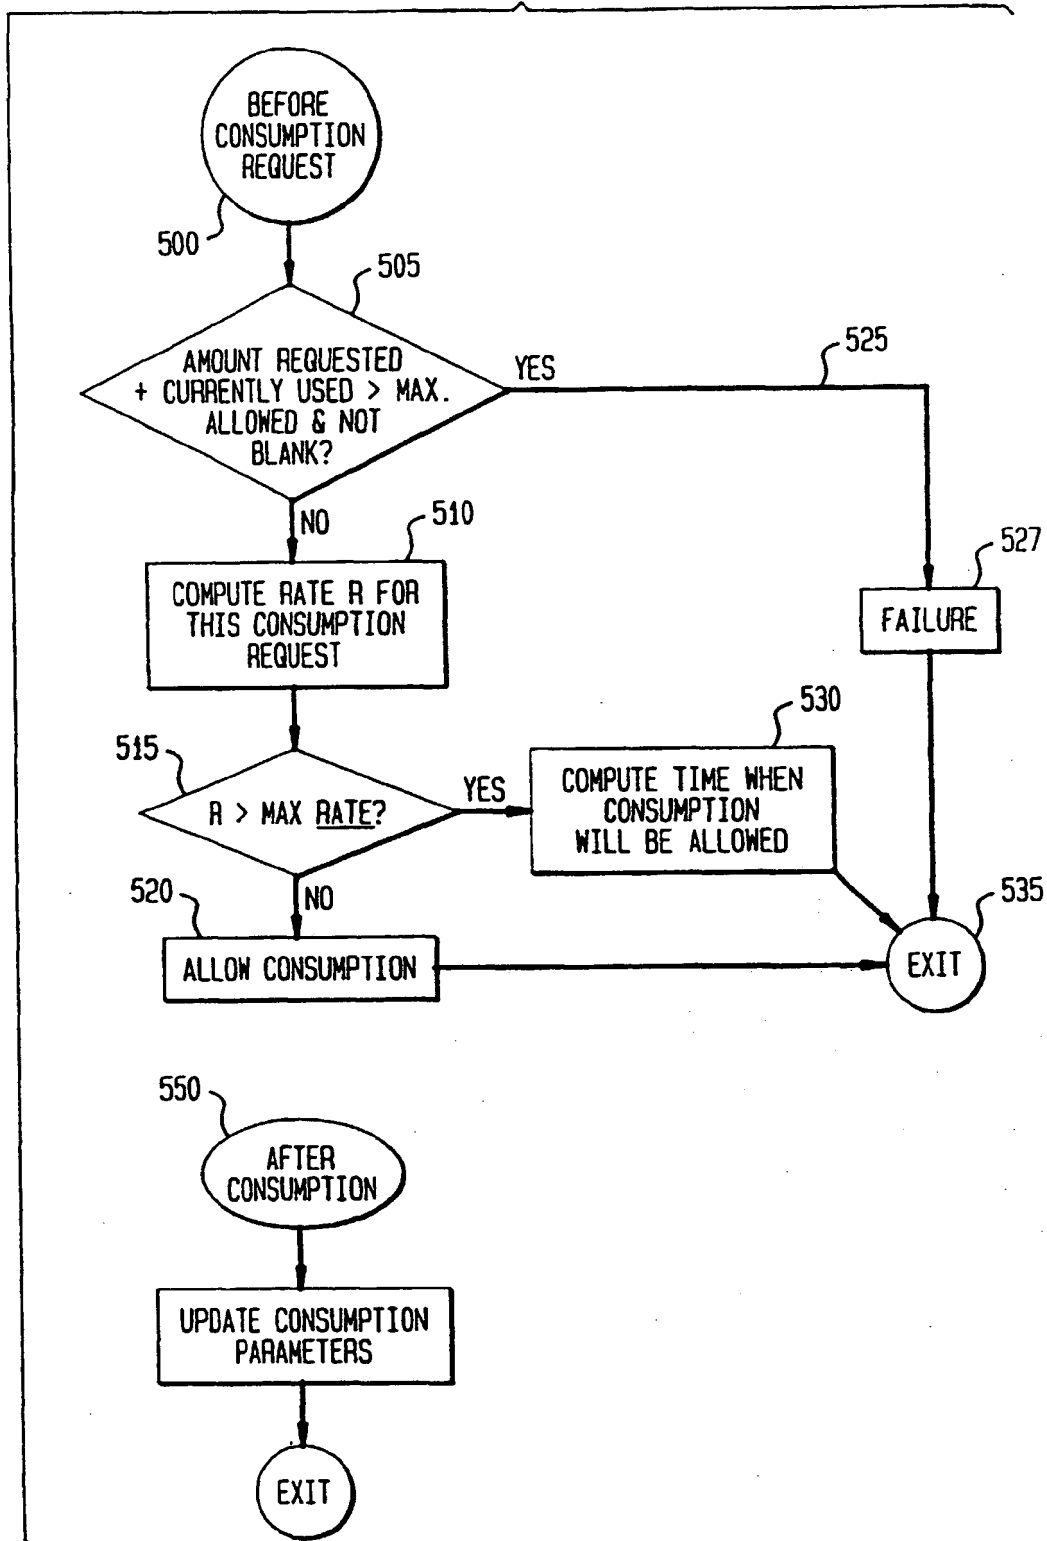 BEFORE
CONSUMPTION
REQUEST
500
505
AMOUNT REQUESTED
+ CURRENTLY USED > MAX.
ALLOWED & NOT
BLANK?
YES
525
NO
510
COMPUTE RATE R FOR
THIS CONSUMPTION
REQUEST
527
FAILURE
515
R > MAX RATE?
YES
530
COMPUTE TIME WHEN
CONSUMPTION
WILL BE ALLOWED
NO
520
ALLOW CONSUMPTION
535
EXIT
550
AFTER
CONSUMPTION
UPDATE CONSUMPTION
PARAMETERS
EXIT